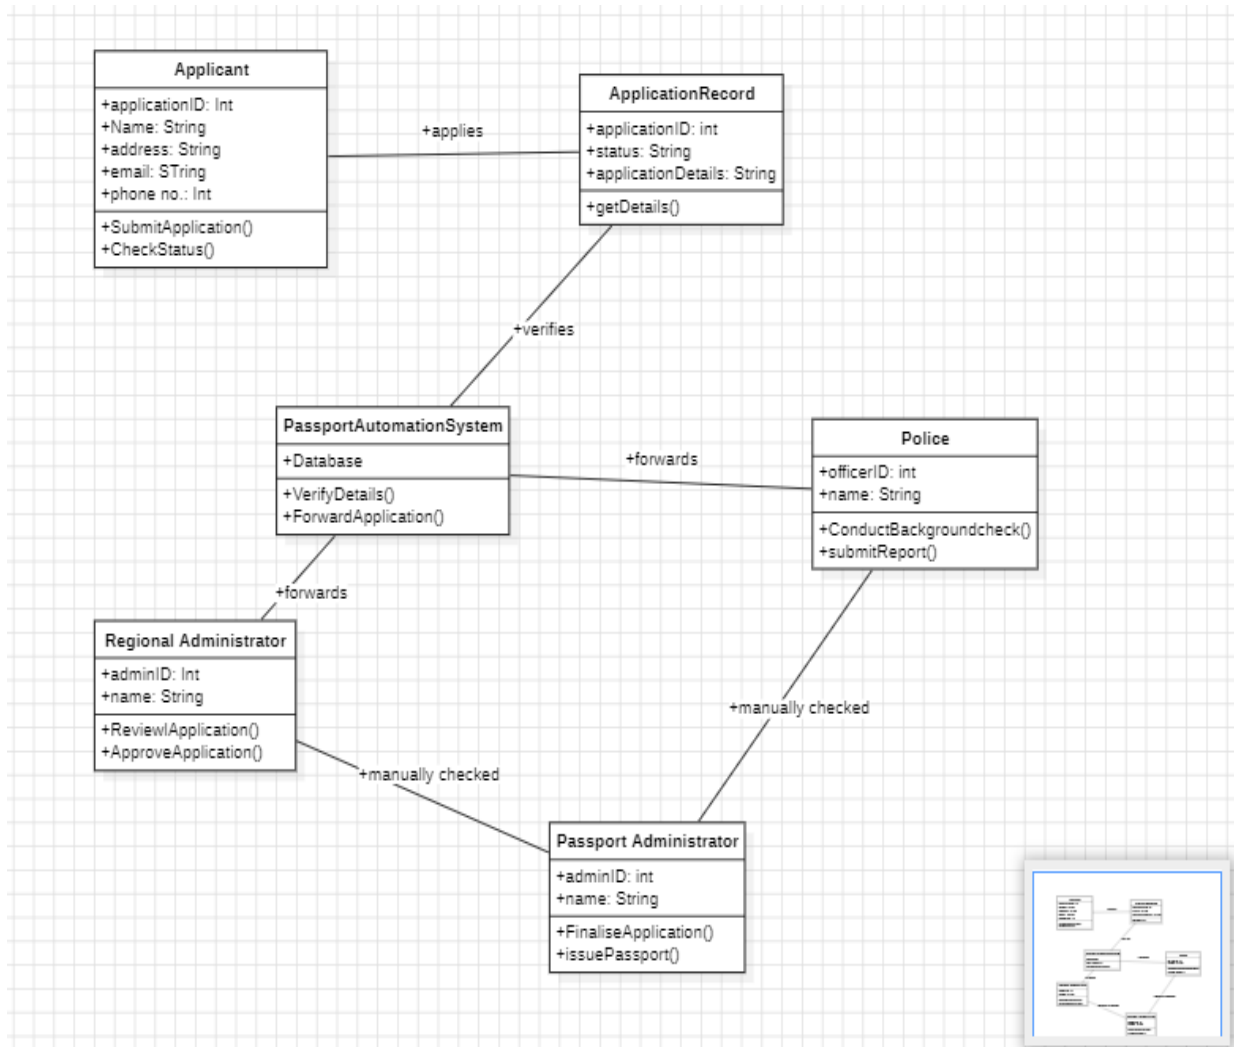 Applicant
+applicationID: Int
+Name: String
+address: String
+email: STring
+phone no.: Int
+SubmitApplication()
+CheckStatus()
+applies
ApplicationRecord
+applicationID: int
+status: String
+applicationDetails: String
+getDetails()
+verifies
PassportAutomationSystem
+Database
+VerifyDetails()
+ForwardApplication()
+forwards
Police
+officerID: int
+name: String
+ConductBackgroundcheck()
+submitReport()
+forwards
Regional Administrator
+adminID: Int
+name: String
+ReviewlApplication()
+ApproveApplication()
+manually checked
+manually checked
Passport Administrator
+adminID: int
+name: String
+FinaliseApplication()
+issuePassport()